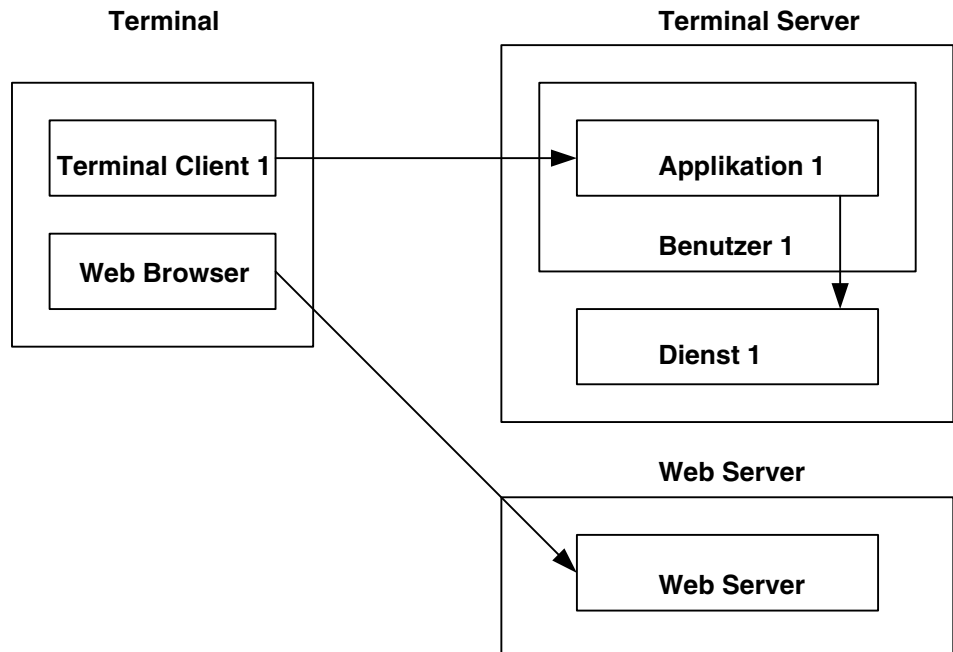 Terminal
Terminal Server
Terminal Client 1
Applikation 1
Benutzer 1
Web Browser
Dienst 1
Web Server
Web Server